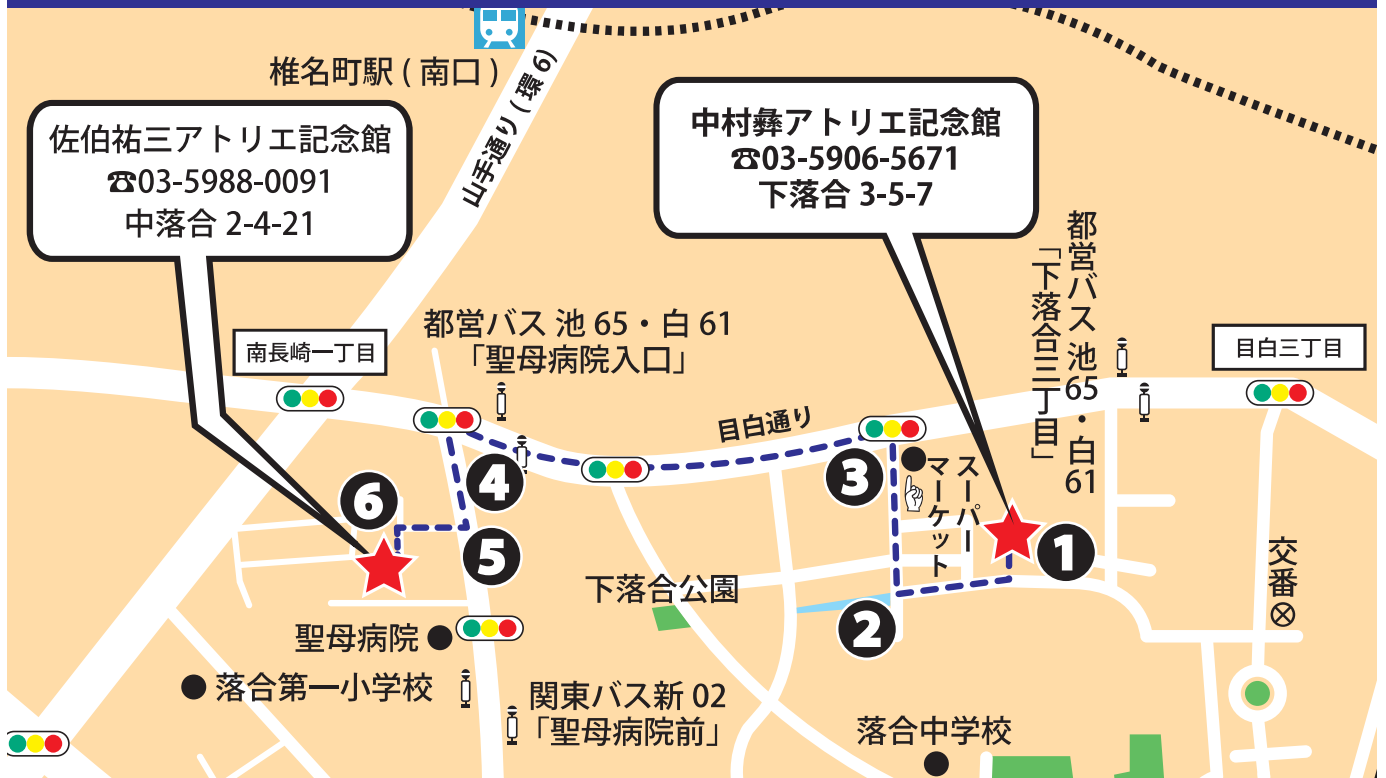 椎名町駅 ( 南口 )
山手通り ( 環 6)
佐伯祐三アトリエ記念館
☎03-5988-0091
中落合 2-4-21
中村彝アトリエ記念館
☎03-5906-5671
下落合 3-5-7
都営バス 池 65・白 61
「下落合三丁目」
都営バス 池 65・白 61
「聖母病院入口」
南長崎一丁目
目白三丁目
目白通り
スーパー
マーケット
1
2
3
4
5
6
交番
下落合公園
聖母病院
落合第一小学校
関東バス新 02
「聖母病院前」
落合中学校